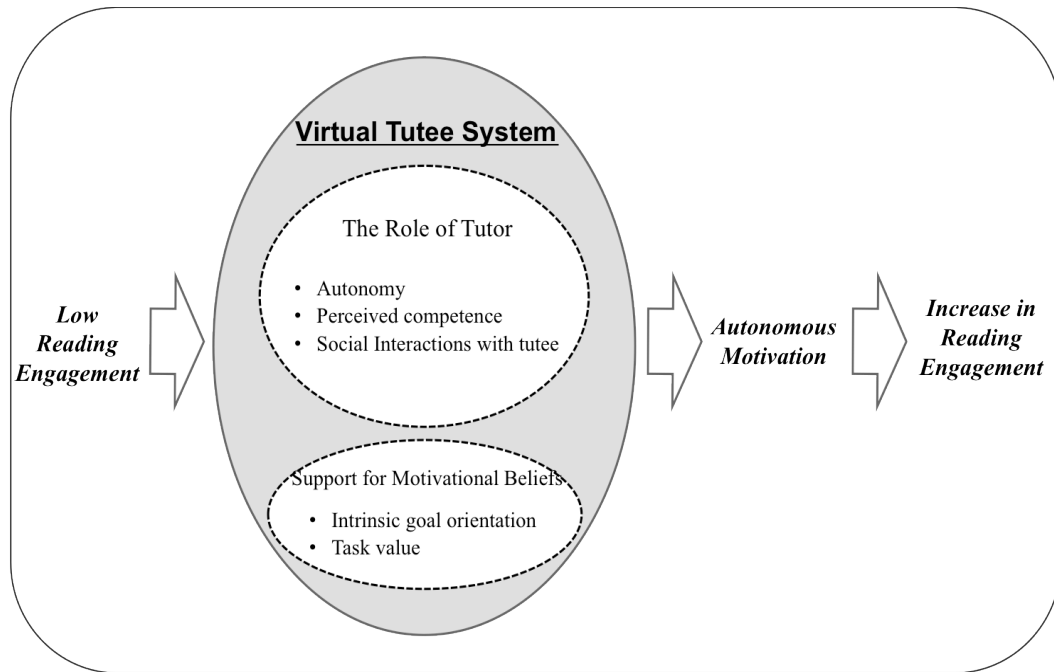 Virtual Tutee System
The Role of Tutor
• Autonomy
• Perceived competence
• Social Interactions with tutee
Support for Motivational Beliefs
• Intrinsic goal orientation
• Task value
Low
Reading
Engagement
Autonomous
Motivation
Increase in
Reading
Engagement